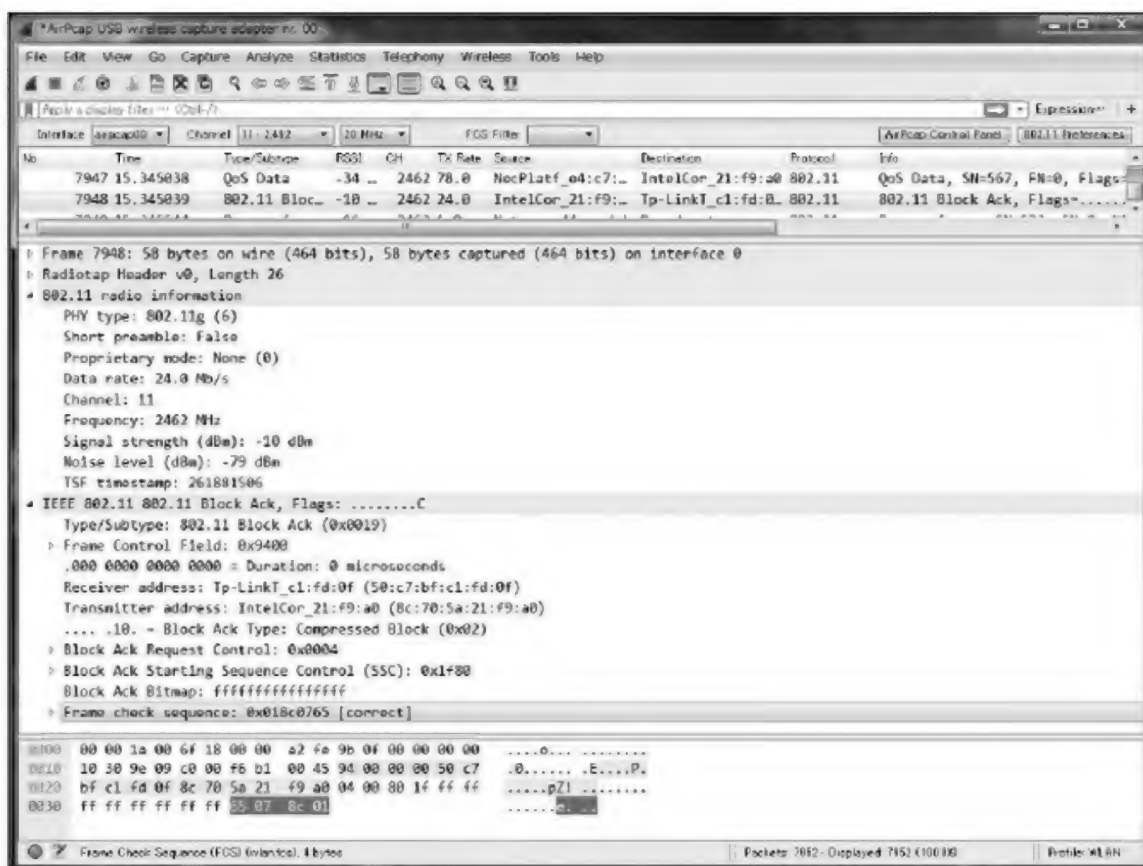 *AirPcap USB wireless capture adapter nr. 00
File Edit View Go Capture Analyze Statistics Telephony Wireless Tools Help
Apply a display filter ... <Ctrl-/> Expression... +
Interface airpcap00 Channel 11 - 2.462 20 MHz FCS Filter AirPcap Control Panel 802.11 Preferences
No Time Type/Subtype RSSI CH TX Rate Source Destination Protocol Info
7947 15.345038 QoS Data -34 … 2462 78.0 NecPlatf_e4:c7:… IntelCor_21:f9:a0 802.11 QoS Data, SN=567, FN=0, Flags=
7948 15.345039 802.11 Bloc… -10 … 2462 24.0 IntelCor_21:f9:… Tp-LinkT_c1:fd:0… 802.11 802.11 Block Ack, Flags=.......
Frame 7948: 58 bytes on wire (464 bits), 58 bytes captured (464 bits) on interface 0
Radiotap Header v0, Length 26
802.11 radio information
PHY type: 802.11g (6)
Short preamble: False
Proprietary mode: None (0)
Data rate: 24.0 Mb/s
Channel: 11
Frequency: 2462 MHz
Signal strength (dBm): -10 dBm
Noise level (dBm): -79 dBm
TSF timestamp: 261881506
IEEE 802.11 802.11 Block Ack, Flags: ........C
Type/Subtype: 802.11 Block Ack (0x0019)
Frame Control Field: 0x9400
.000 0000 0000 0000 = Duration: 0 microseconds
Receiver address: Tp-LinkT_c1:fd:0f (50:c7:bf:c1:fd:0f)
Transmitter address: IntelCor_21:f9:a0 (8c:70:5a:21:f9:a0)
.... .10. = Block Ack Type: Compressed Block (0x02)
Block Ack Request Control: 0x0004
Block Ack Starting Sequence Control (SSC): 0x1f80
Block Ack Bitmap: ffffffffffffffff
Frame check sequence: 0x018c0765 [correct]
0000 00 00 1a 00 6f 18 00 00 a2 fe 9b 0f 00 00 00 00 ....o... ........
0010 10 30 9e 09 c0 00 f6 b1 00 45 94 00 00 00 50 c7 .0...... .E....P.
0020 bf c1 fd 0f 8c 70 5a 21 f9 a0 04 00 80 1f ff ff .....pZ! ........
0030 ff ff ff ff ff ff 65 07 8c 01 ......e. ..
Frame Check Sequence (FCS) (wlan.fcs), 4 bytes Profile: WLAN